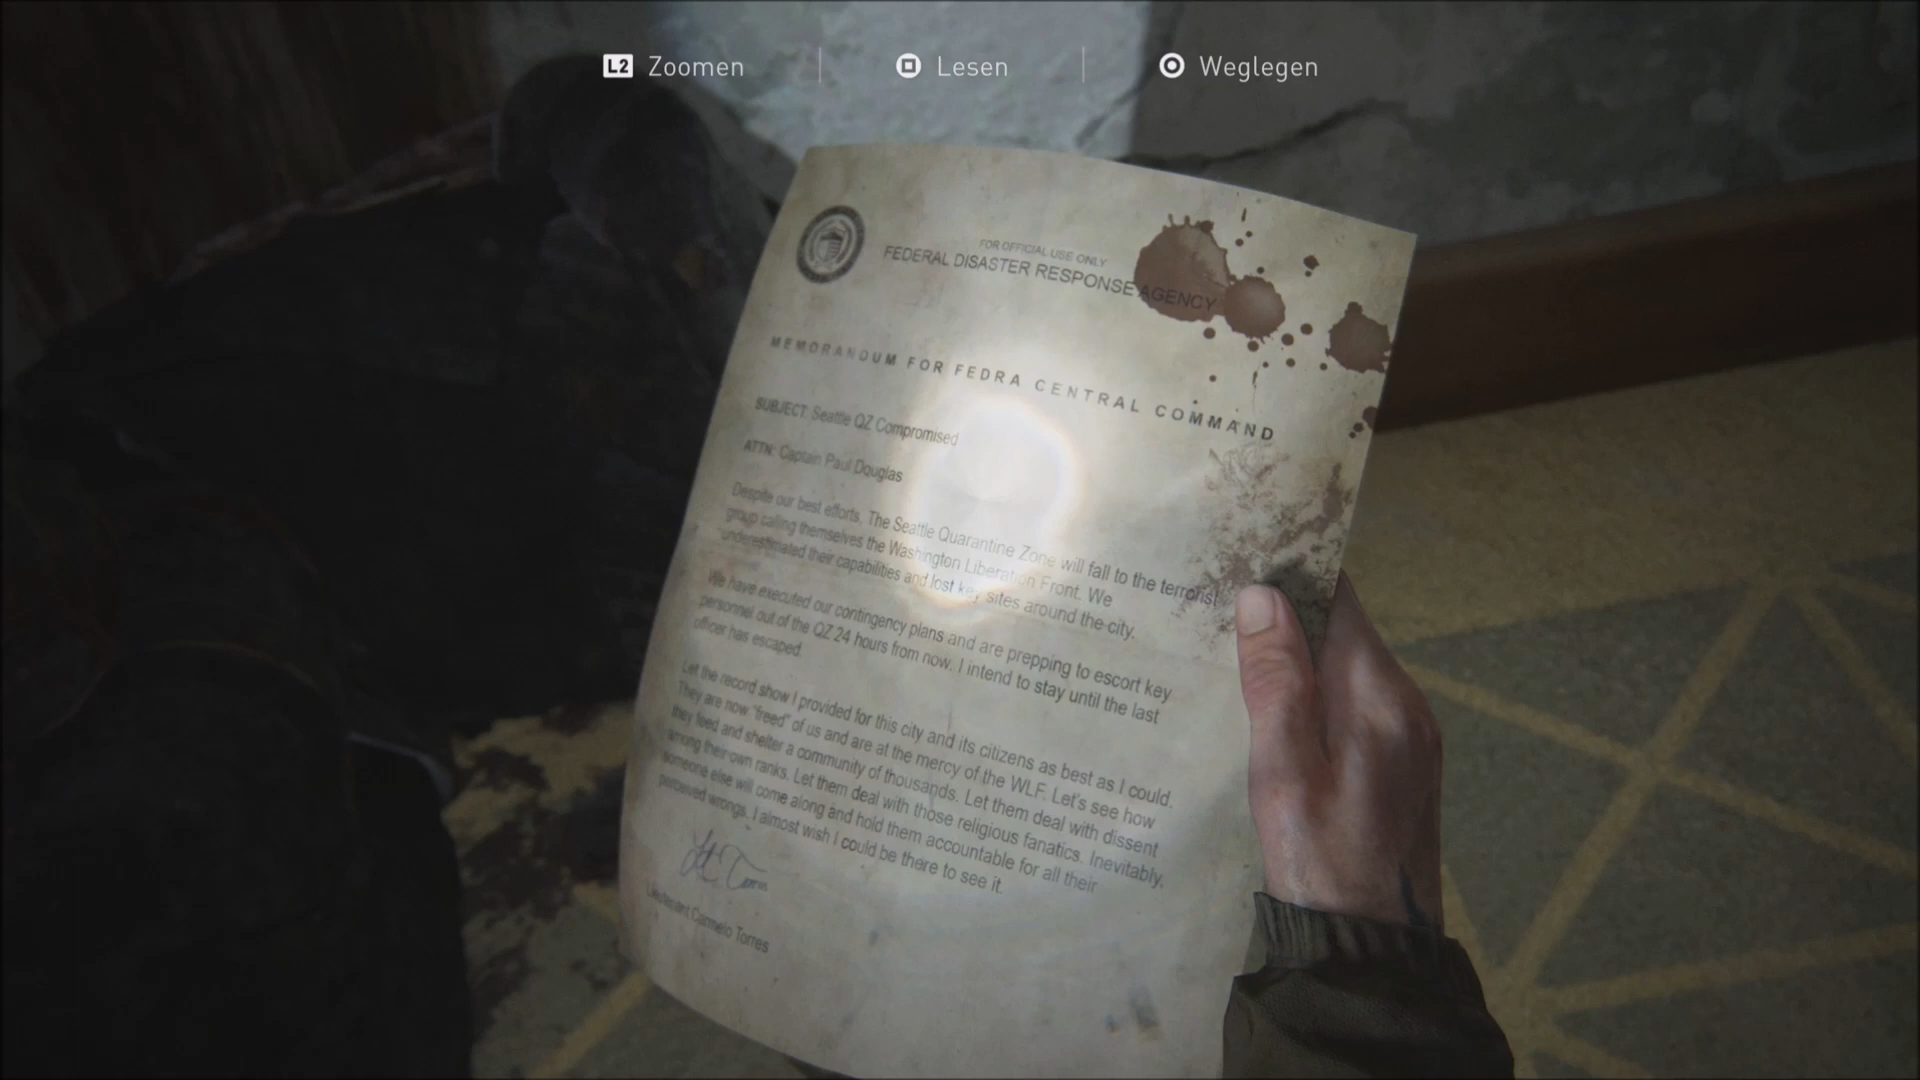 L2 Zoomen
Lesen
Weglegen
FOR OFFICIAL USE ONLY
FEDERAL DISASTER RESPONSE AGENCY
MEMORANDUM FOR FEDRA CENTRAL COMMAND
SUBJECT: Seattle QZ Compromised
ATTN: Captain Paul Douglas
Despite our best efforts, The Seattle Quarantine Zone will fall to the terrorist
group calling themselves the Washington Liberation Front. We
underestimated their capabilities and lost key sites around the city.
We have executed our contingency plans and are prepping to escort key
personnel out of the QZ 24 hours from now. I intend to stay until the last
officer has escaped.
Let the record show I provided for this city and its citizens as best as I could.
They are now "freed" of us and are at the mercy of the WLF. Let's see how
they feed and shelter a community of thousands. Let them deal with dissent
among their own ranks. Let them deal with those religious fanatics. Inevitably,
someone else will come along and hold them accountable for all their
perceived wrongs. I almost wish I could be there to see it.
Lieutenant Carmelo Torres